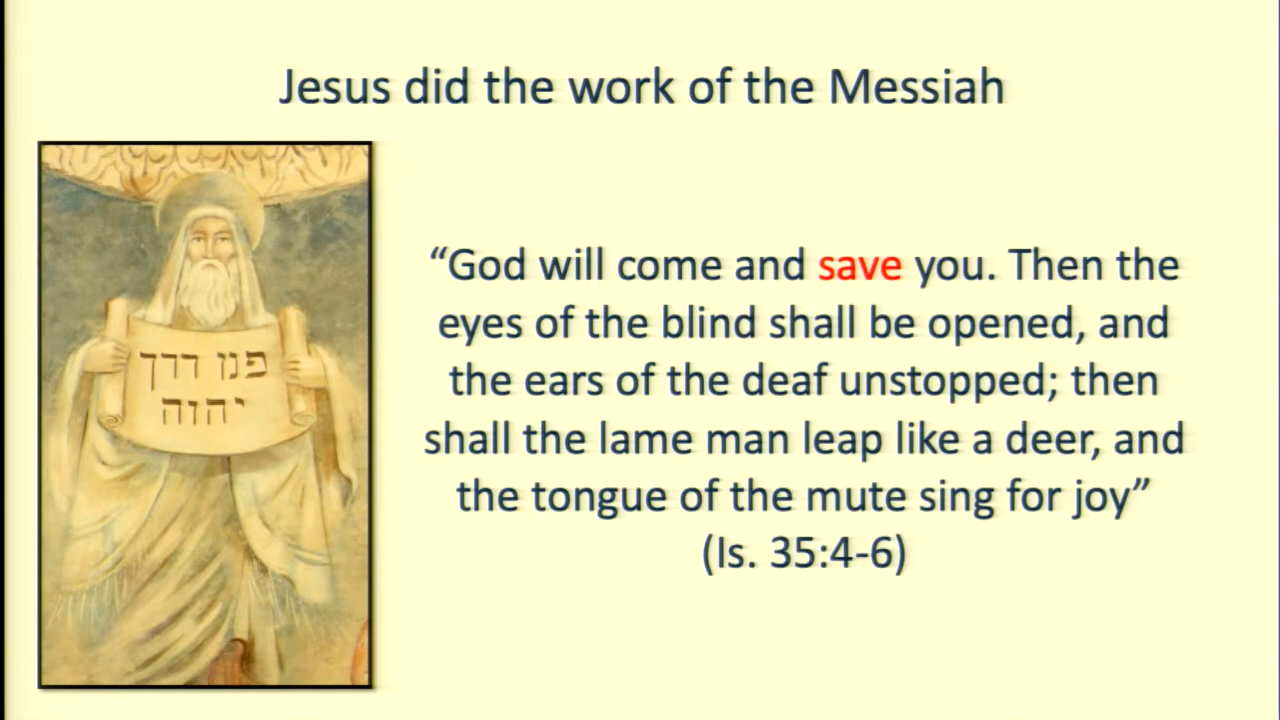 Jesus did the work of the Messiah
פנו דרך
יהוה
“God will come and save you. Then the
eyes of the blind shall be opened, and
the ears of the deaf unstopped; then
shall the lame man leap like a deer, and
the tongue of the mute sing for joy”
(Is. 35:4-6)